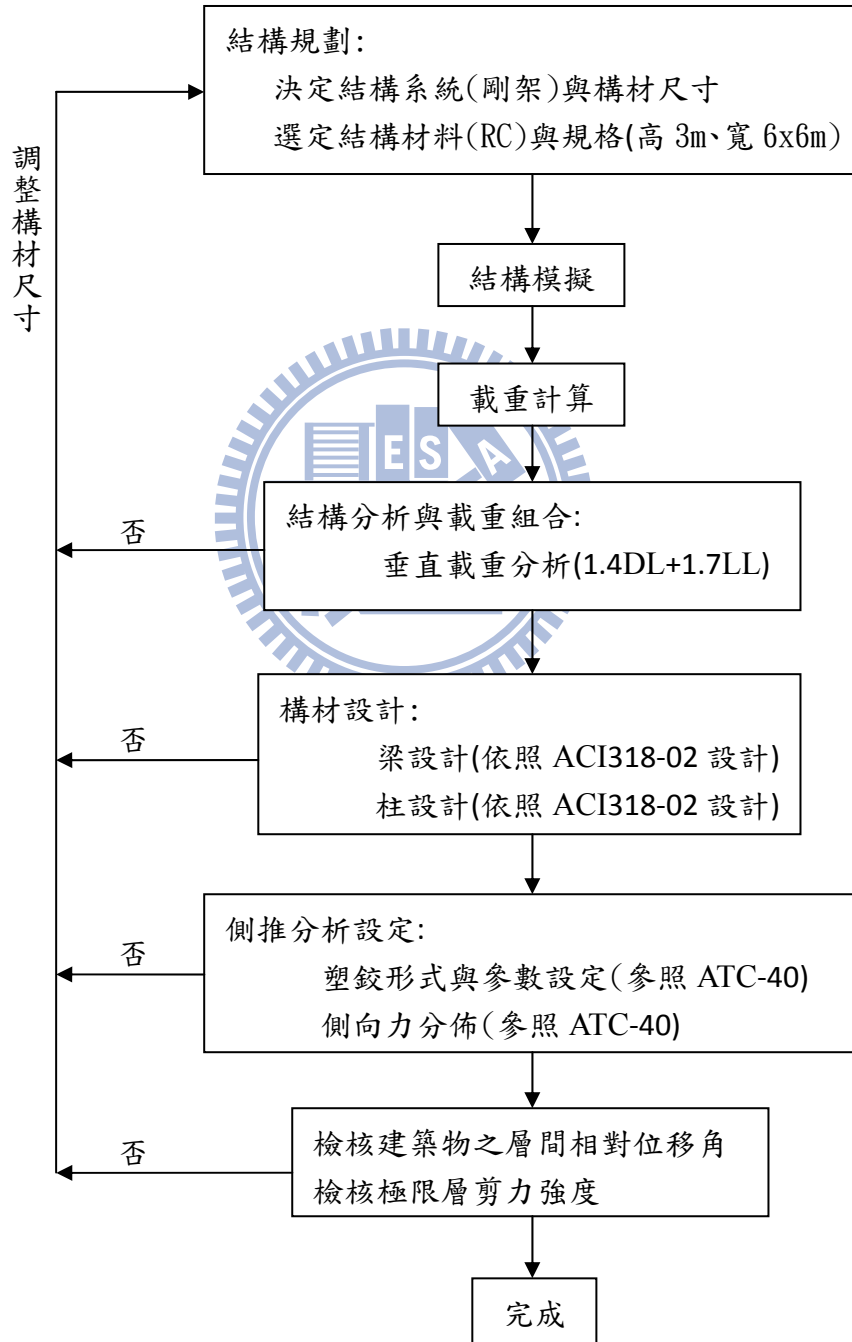 結構規劃:
決定結構系統(剛架)與構材尺寸
選定結構材料(RC)與規格(高 3m、寬 6x6m)
調整構材尺寸
結構模擬
載重計算
E S A
結構分析與載重組合:
垂直載重分析(1.4DL+1.7LL)
否
構材設計:
梁設計(依照 ACI318-02 設計)
柱設計(依照 ACI318-02 設計)
否
側推分析設定:
塑鉸形式與參數設定(參照 ATC-40)
側向力分佈(參照 ATC-40)
否
檢核建築物之層間相對位移角
檢核極限層剪力強度
否
完成